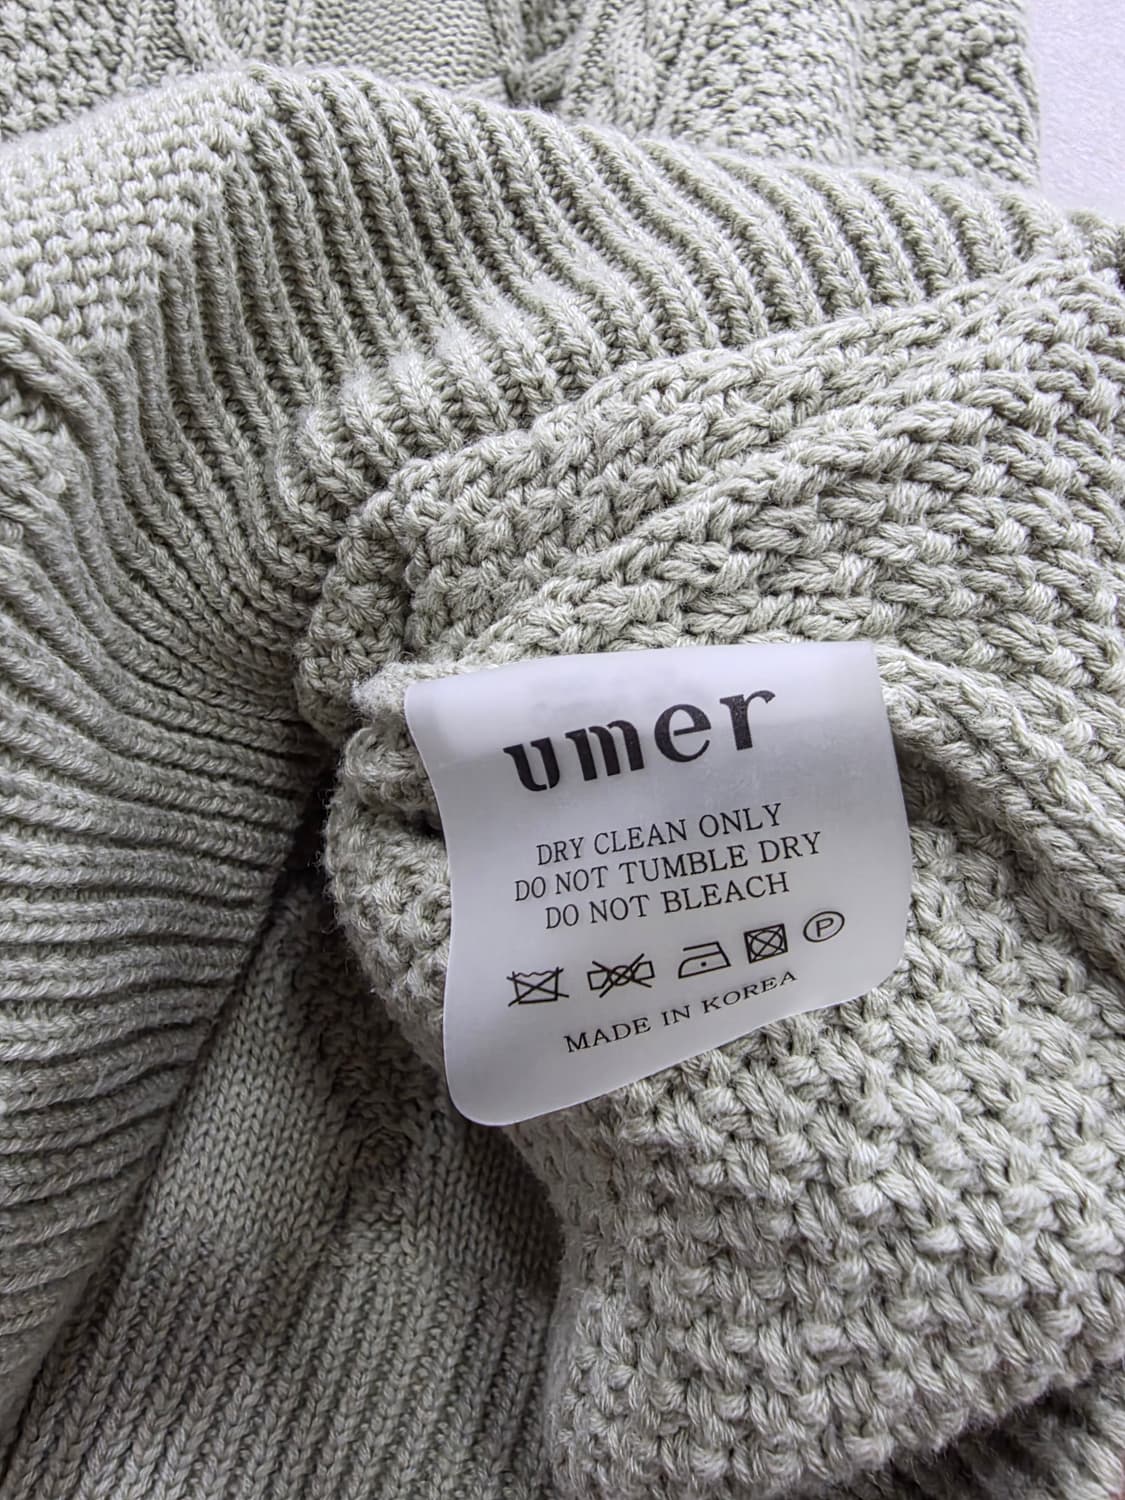 umer
DRY CLEAN ONLY
DO NOT TUMBLE DRY
DO NOT BLEACH
P
MADE IN KOREA